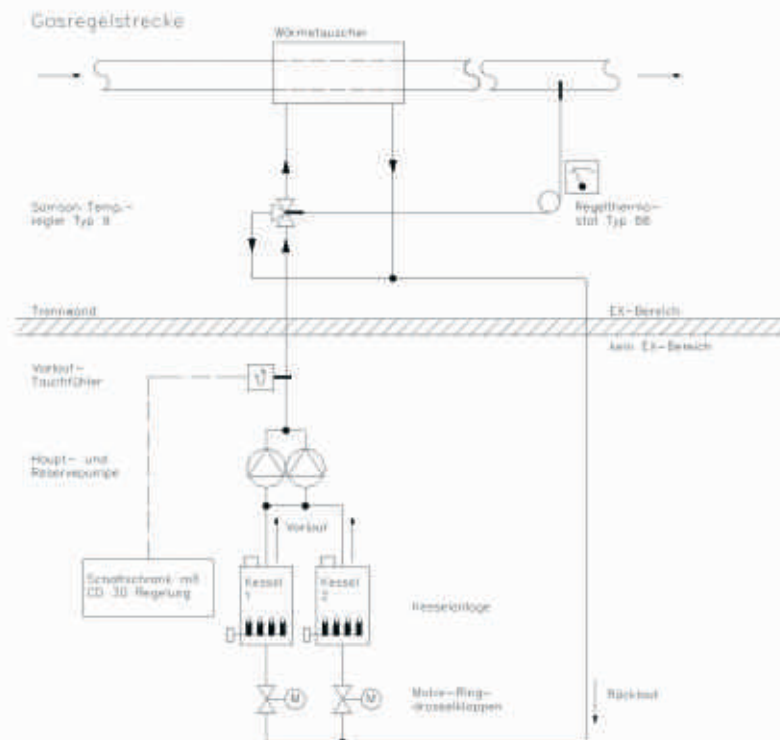 Gasregelstrecke
Wärmetauscher
Samson Temp.-
regler Typ 9
Regelthermo-
stat Typ
Trennwand
EX-Bereich
kein EX-Bereich
Vorlauf-
Tauchfühler
Haupt- und
Reservepumpe
Vorlauf
Schaltschrank mit
CD 30 Regelung
Kessel
1
Kessel
2
Kesselanlage
Motor-Ring-
drosselklappen
M
M
Rücklauf